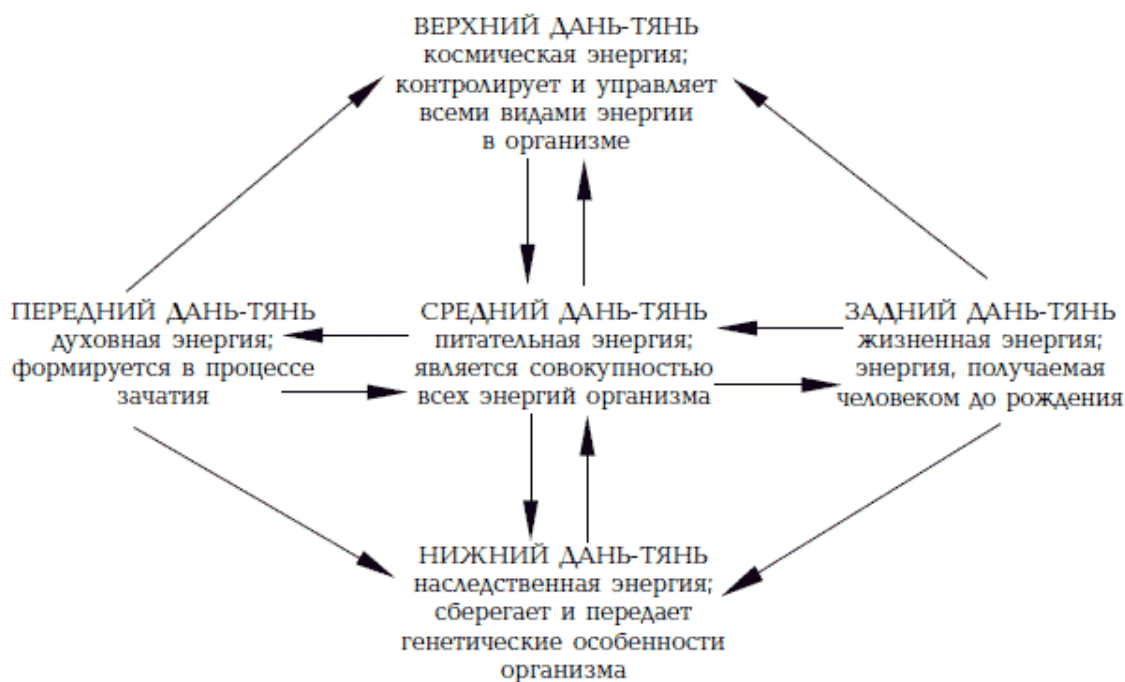 ВЕРХНИЙ ДАНЬ-ТЯНЬ
космическая энергия;
контролирует и управляет
всеми видами энергии
в организме
ПЕРЕДНИЙ ДАНЬ-ТЯНЬ
духовная энергия;
формируется в процессе
зачатия
СРЕДНИЙ ДАНЬ-ТЯНЬ
питательная энергия;
является совокупностью
всех энергий организма
ЗАДНИЙ ДАНЬ-ТЯНЬ
жизненная энергия;
энергия, получаемая
человеком до рождения
НИЖНИЙ ДАНЬ-ТЯНЬ
наследственная энергия;
сберегает и передает
генетические особенности
организма